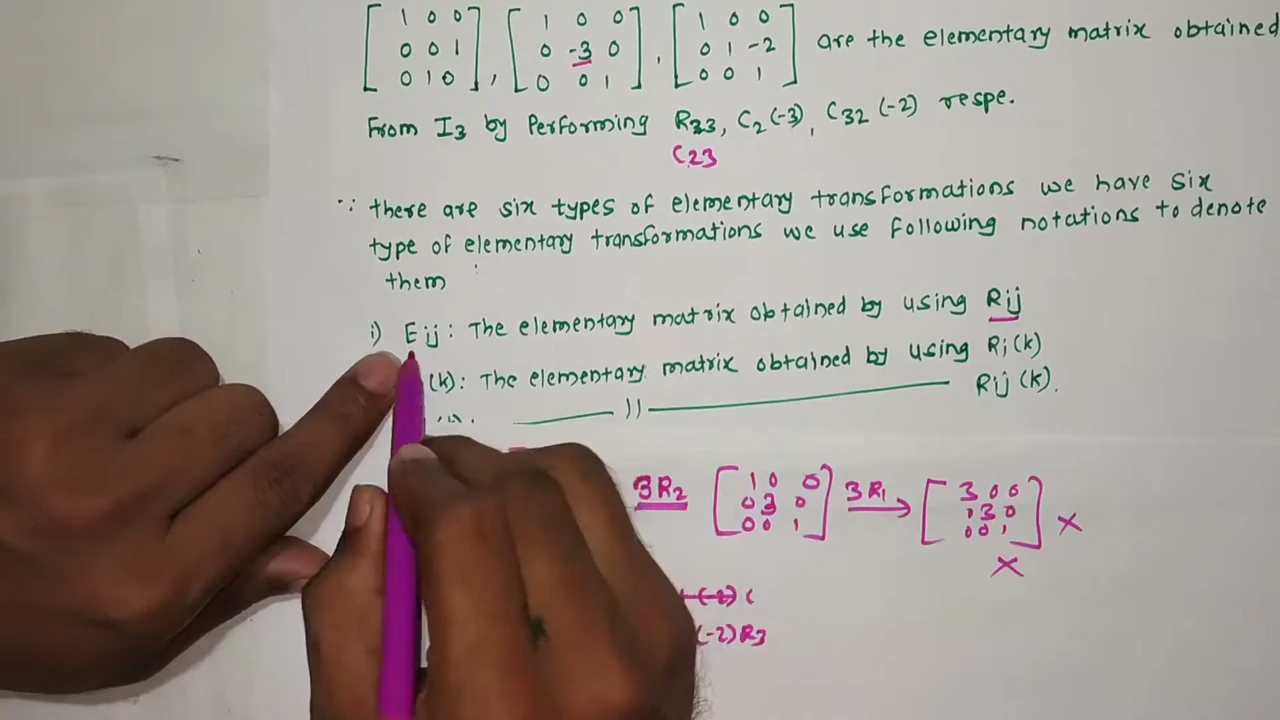 [1 0 0   [1 0 0   [1 0 0
0 0 1   0 -3 0   0 1 -2   are the elementary matrix obtained
0 1 0] ,   0 0 1] ,   0 0 1]
From I3 by Performing R23, C2(-3), C32(-2) respe.
C23
∵ there are six types of elementary transformations we have six
type of elementary transformations we use following notations to denote
them :
i) Eij : The elementary matrix obtained by using Rij
(k): The elementary matrix obtained by using Ri(k)
——— 11 ——— Rij(k).
3R2 [1 0 0   3R1 → [3 0 0
0 3 0   1 3 0
0 0 1]   0 0 1] ×
×
(-2) C
(-2)R3